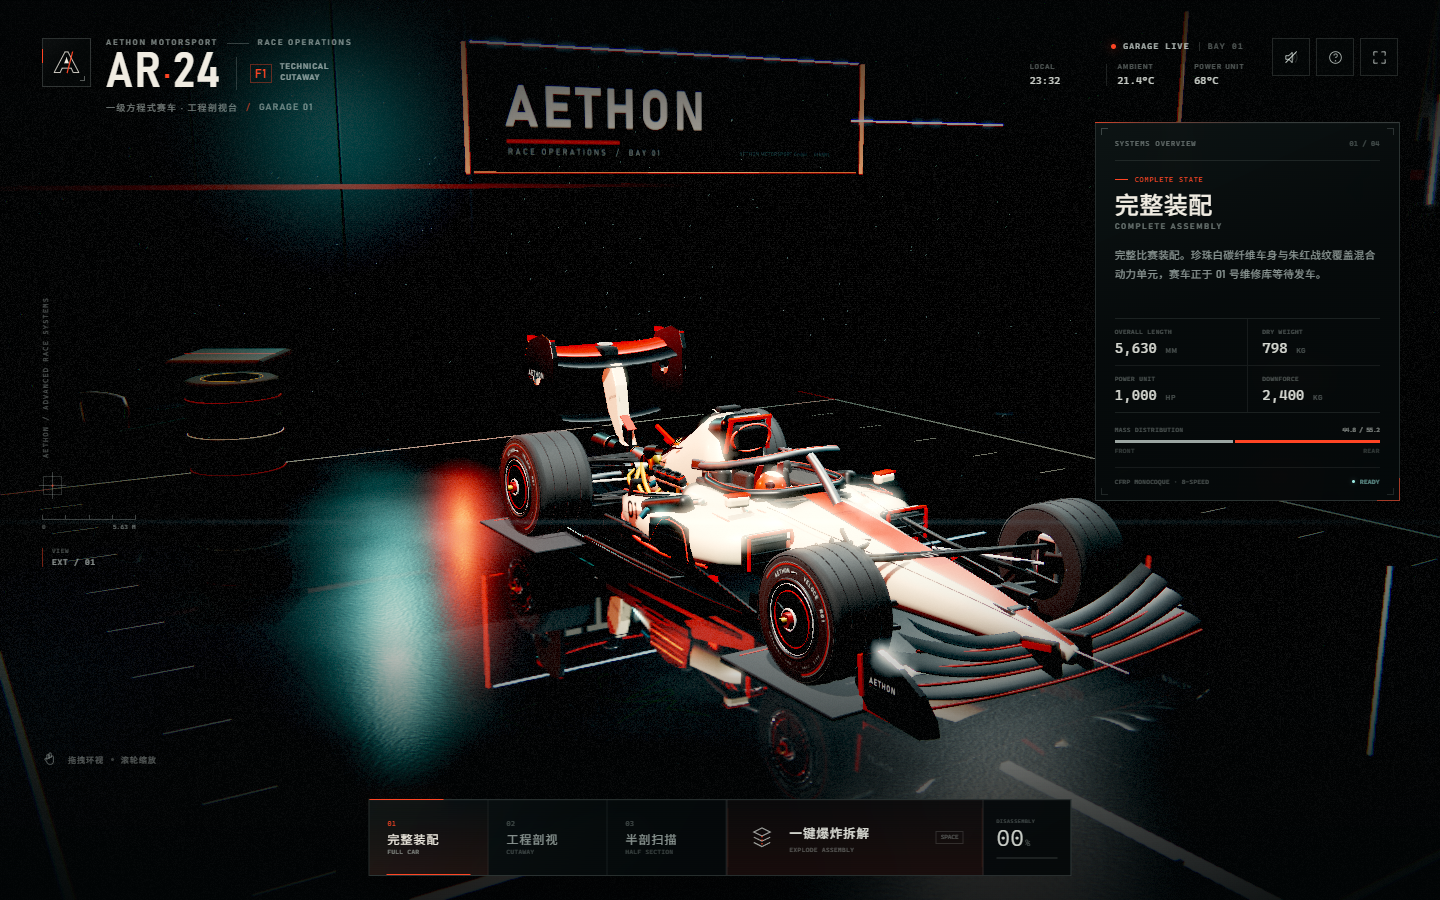 AETHON MOTORSPORT — RACE OPERATIONS
AR·24
F1
TECHNICAL
CUTAWAY
一级方程式赛车 · 工程剖视台 / GARAGE 01
AETHON
RACE OPERATIONS / BAY 01
GARAGE LIVE | BAY 01
LOCAL
23:32
AMBIENT
21.4°C
POWER UNIT
68°C
SYSTEMS OVERVIEW
01 / 04
COMPLETE STATE
完整装配
COMPLETE ASSEMBLY
完整比赛装配。珍珠白碳纤维车身与朱红战纹覆盖混合
动力单元，赛车正于 01 号维修库等待发车。
OVERALL LENGTH
5,630 MM
DRY WEIGHT
798 KG
POWER UNIT
1,000 HP
DOWNFORCE
2,400 KG
MASS DISTRIBUTION
44.8 / 55.2
FRONT
REAR
CFRP MONOCOQUE · 8-SPEED
READY
AETHON / ADVANCED RACE SYSTEMS
0
5.63 M
VIEW
EXT / 01
AETHON
AETHON
AETHON
拖拽环视 · 滚轮缩放
01
完整装配
FULL CAR
02
工程剖视
CUTAWAY
03
半剖扫描
HALF SECTION
一键爆炸拆解
EXPLODE ASSEMBLY
SPACE
DISASSEMBLY
00%